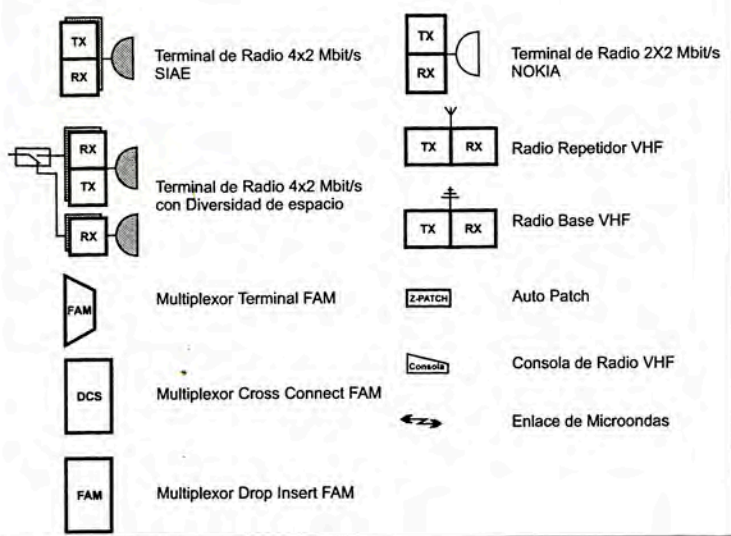 TX
RX
Terminal de Radio 4x2 Mbit/s
SIAE
RX
TX
RX
Terminal de Radio 4x2 Mbit/s
con Diversidad de espacio
FAM
Multiplexor Terminal FAM
DCS
Multiplexor Cross Connect FAM
FAM
Multiplexor Drop Insert FAM
TX
RX
Terminal de Radio 2X2 Mbit/s
NOKIA
TX RX
Radio Repetidor VHF
TX RX
Radio Base VHF
Z-PATCH
Auto Patch
Consola
Consola de Radio VHF
Enlace de Microondas